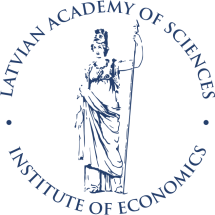 LATVIAN ACADEMY OF SCIENCES
INSTITUTE OF ECONOMICS